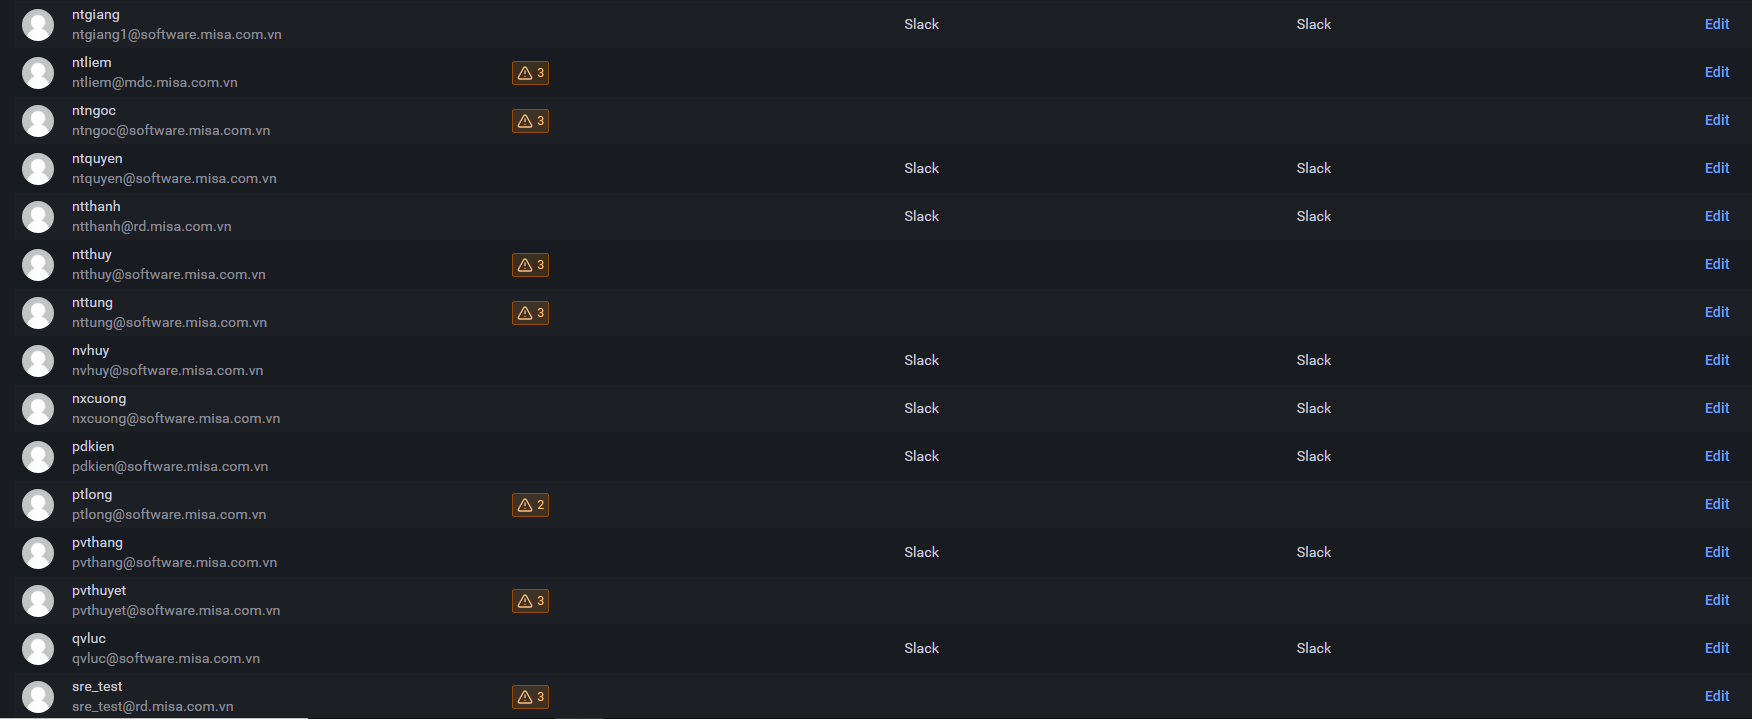 ntgiang
ntgiang1@software.misa.com.vn
Slack
Slack
Edit
ntliem
ntliem@mdc.misa.com.vn
3
Edit
ntngoc
ntngoc@software.misa.com.vn
3
Edit
ntquyen
ntquyen@software.misa.com.vn
Slack
Slack
Edit
ntthanh
ntthanh@rd.misa.com.vn
Slack
Slack
Edit
ntthuy
ntthuy@software.misa.com.vn
3
Edit
nttung
nttung@software.misa.com.vn
3
Edit
nvhuy
nvhuy@software.misa.com.vn
Slack
Slack
Edit
nxcuong
nxcuong@software.misa.com.vn
Slack
Slack
Edit
pdkien
pdkien@software.misa.com.vn
Slack
Slack
Edit
ptlong
ptlong@software.misa.com.vn
2
Edit
pvthang
pvthang@software.misa.com.vn
Slack
Slack
Edit
pvthuyet
pvthuyet@software.misa.com.vn
3
Edit
qvluc
qvluc@software.misa.com.vn
Slack
Slack
Edit
sre_test
sre_test@rd.misa.com.vn
3
Edit